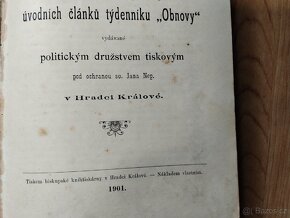 úvodních článků týdenníku „Obnovy"
vydávané
politickým družstvem tiskovým
pod ochranou sv. Jana Nep.
v Hradci Králové.
Tiskem biskupské knihtiskárny v Hradci Králové. – Nákladem vlastním.
1901.